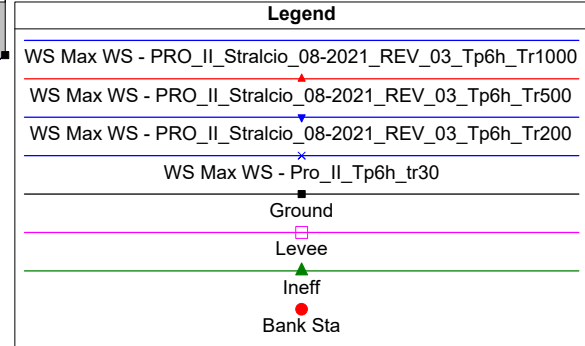 Legend
WS Max WS - PRO_II_Stralcio_08-2021_REV_03_Tp6h_Tr1000
WS Max WS - PRO_II_Stralcio_08-2021_REV_03_Tp6h_Tr500
WS Max WS - PRO_II_Stralcio_08-2021_REV_03_Tp6h_Tr200
WS Max WS - Pro_II_Tp6h_tr30
Ground
Levee
Ineff
Bank Sta